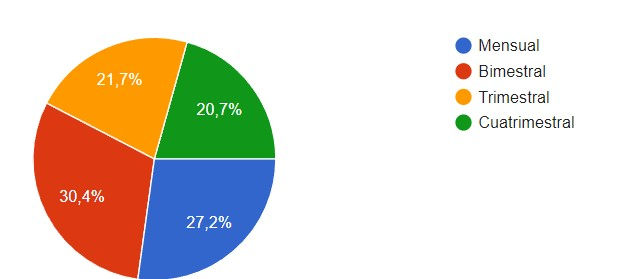 Mensual
Bimestral
Trimestral
Cuatrimestral
21,7%
20,7%
30,4%
27,2%